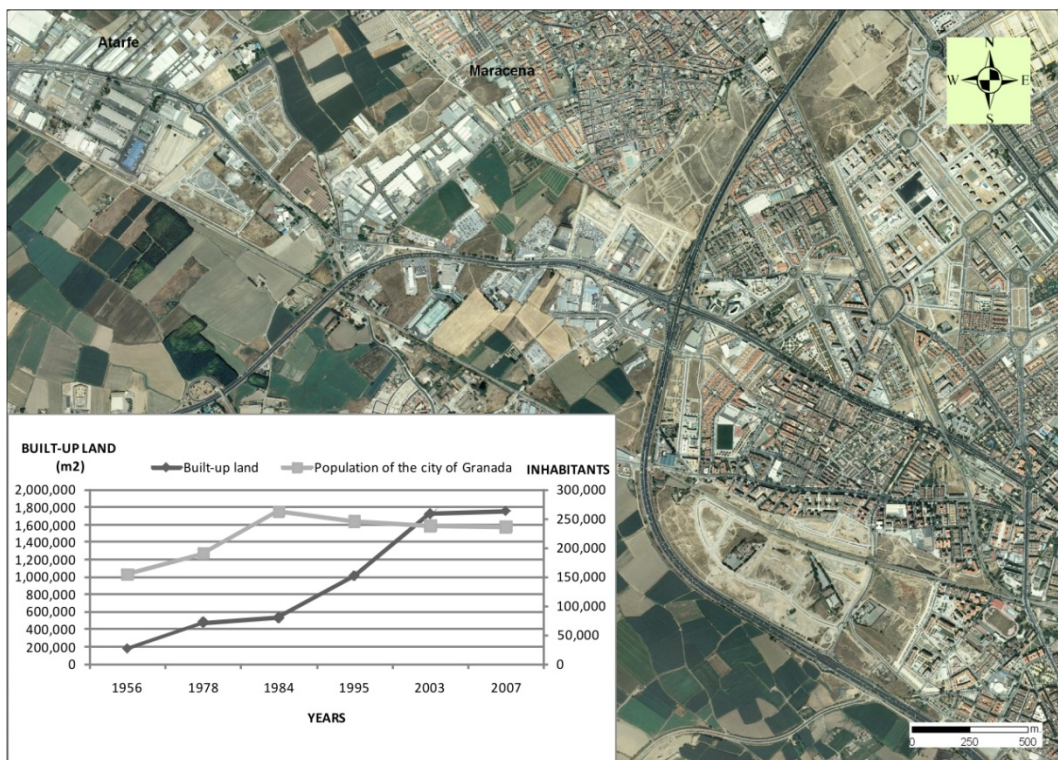 Atarfe
Maracena
N
W E
S
BUILT-UP LAND
(m2)
Built-up land
Population of the city of Granada
INHABITANTS
2,000,000
1,800,000
1,600,000
1,400,000
1,200,000
1,000,000
800,000
600,000
400,000
200,000
0
300,000
250,000
200,000
150,000
100,000
50,000
0
1956 1978 1984 1995 2003 2007
YEARS
m.
0 250 500